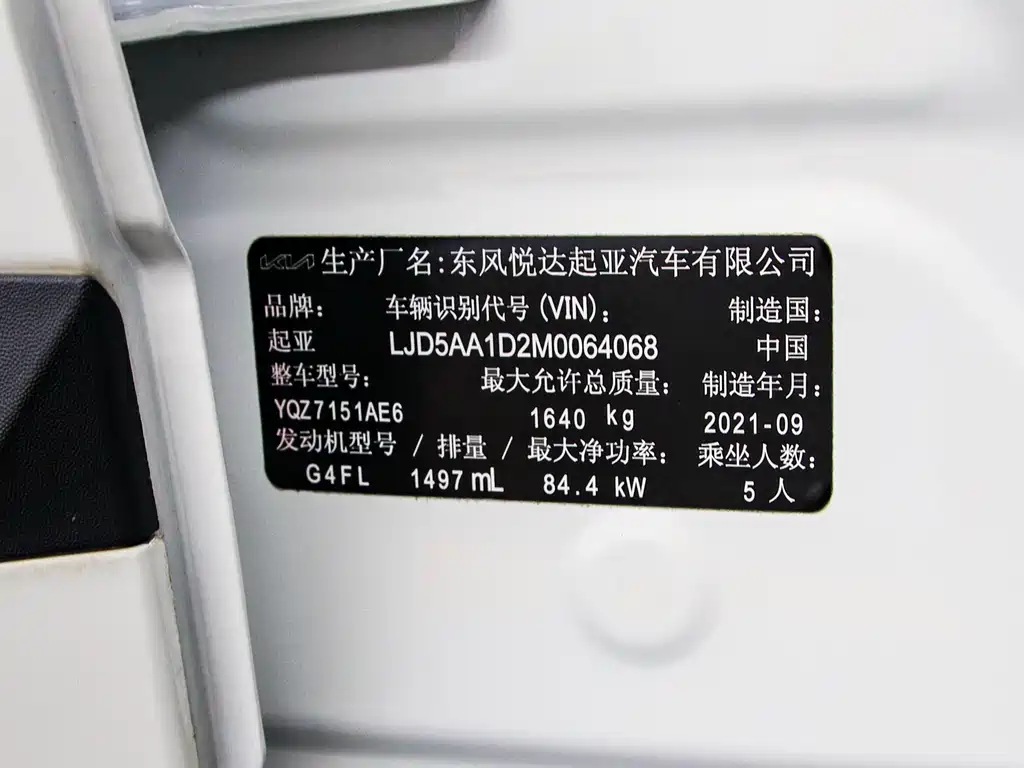 KIA 生产厂名:东风悦达起亚汽车有限公司
品牌: 车辆识别代号(VIN): 制造国:
起亚 LJD5AA1D2M0064068 中国
整车型号: 最大允许总质量: 制造年月:
YQZ7151AE6 1640 kg 2021-09
发动机型号 / 排量 / 最大净功率: 乘坐人数:
G4FL 1497 mL 84.4 kW 5 人